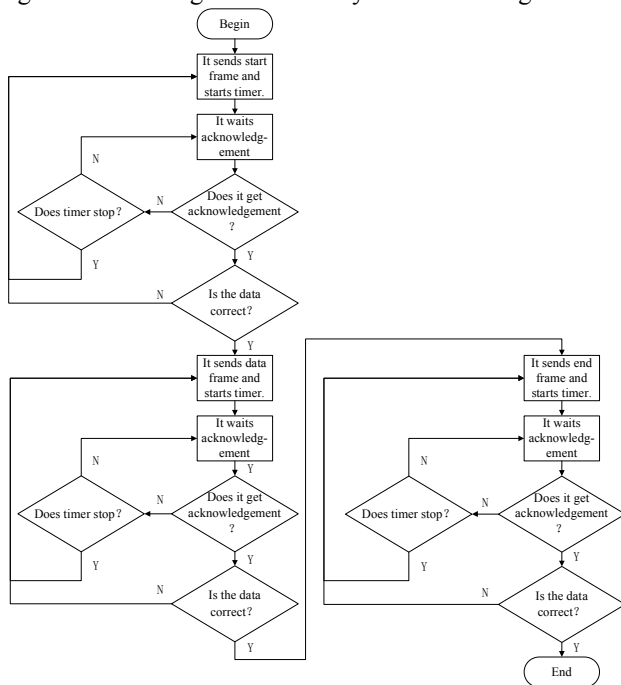 Begin
It sends start
frame and
starts timer.
It waits
acknowledg-
ement
N
Does timer stop?
N
Does it get
acknowledgement
?
Y
Y
N
Is the data
correct?
Y
It sends data
frame and
starts timer.
It waits
acknowledg-
ement
Y
N
Does timer stop?
N
Does it get
acknowledgement
?
Y
Y
N
Is the data
correct?
Y
It sends end
frame and
starts timer.
It waits
acknowledg-
ement
N
Does timer stop?
N
Does it get
acknowledgement
?
Y
Y
N
Is the data
correct?
Y
End